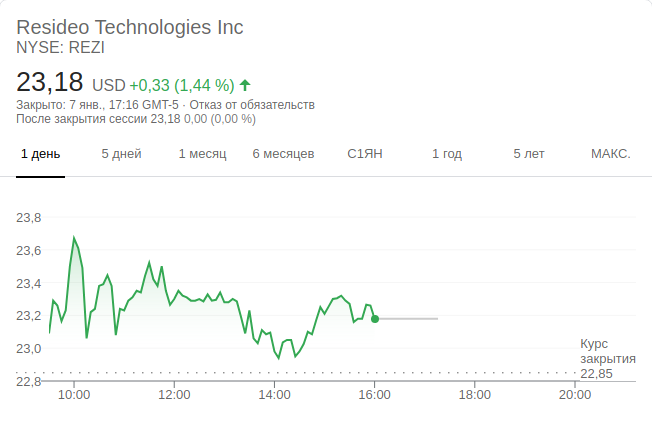 Resideo Technologies Inc
NYSE: REZI
23,18 USD +0,33 (1,44 %)
Закрыто: 7 янв., 17:16 GMT-5 · Отказ от обязательств
После закрытия сессии 23,18 0,00 (0,00 %)
1 день 5 дней 1 месяц 6 месяцев С1ЯН 1 год 5 лет МАКС.
23,8
23,6
23,4
23,2
23,0
22,8
Курс
закрытия
22,85
10:00 12:00 14:00 16:00 18:00 20:00